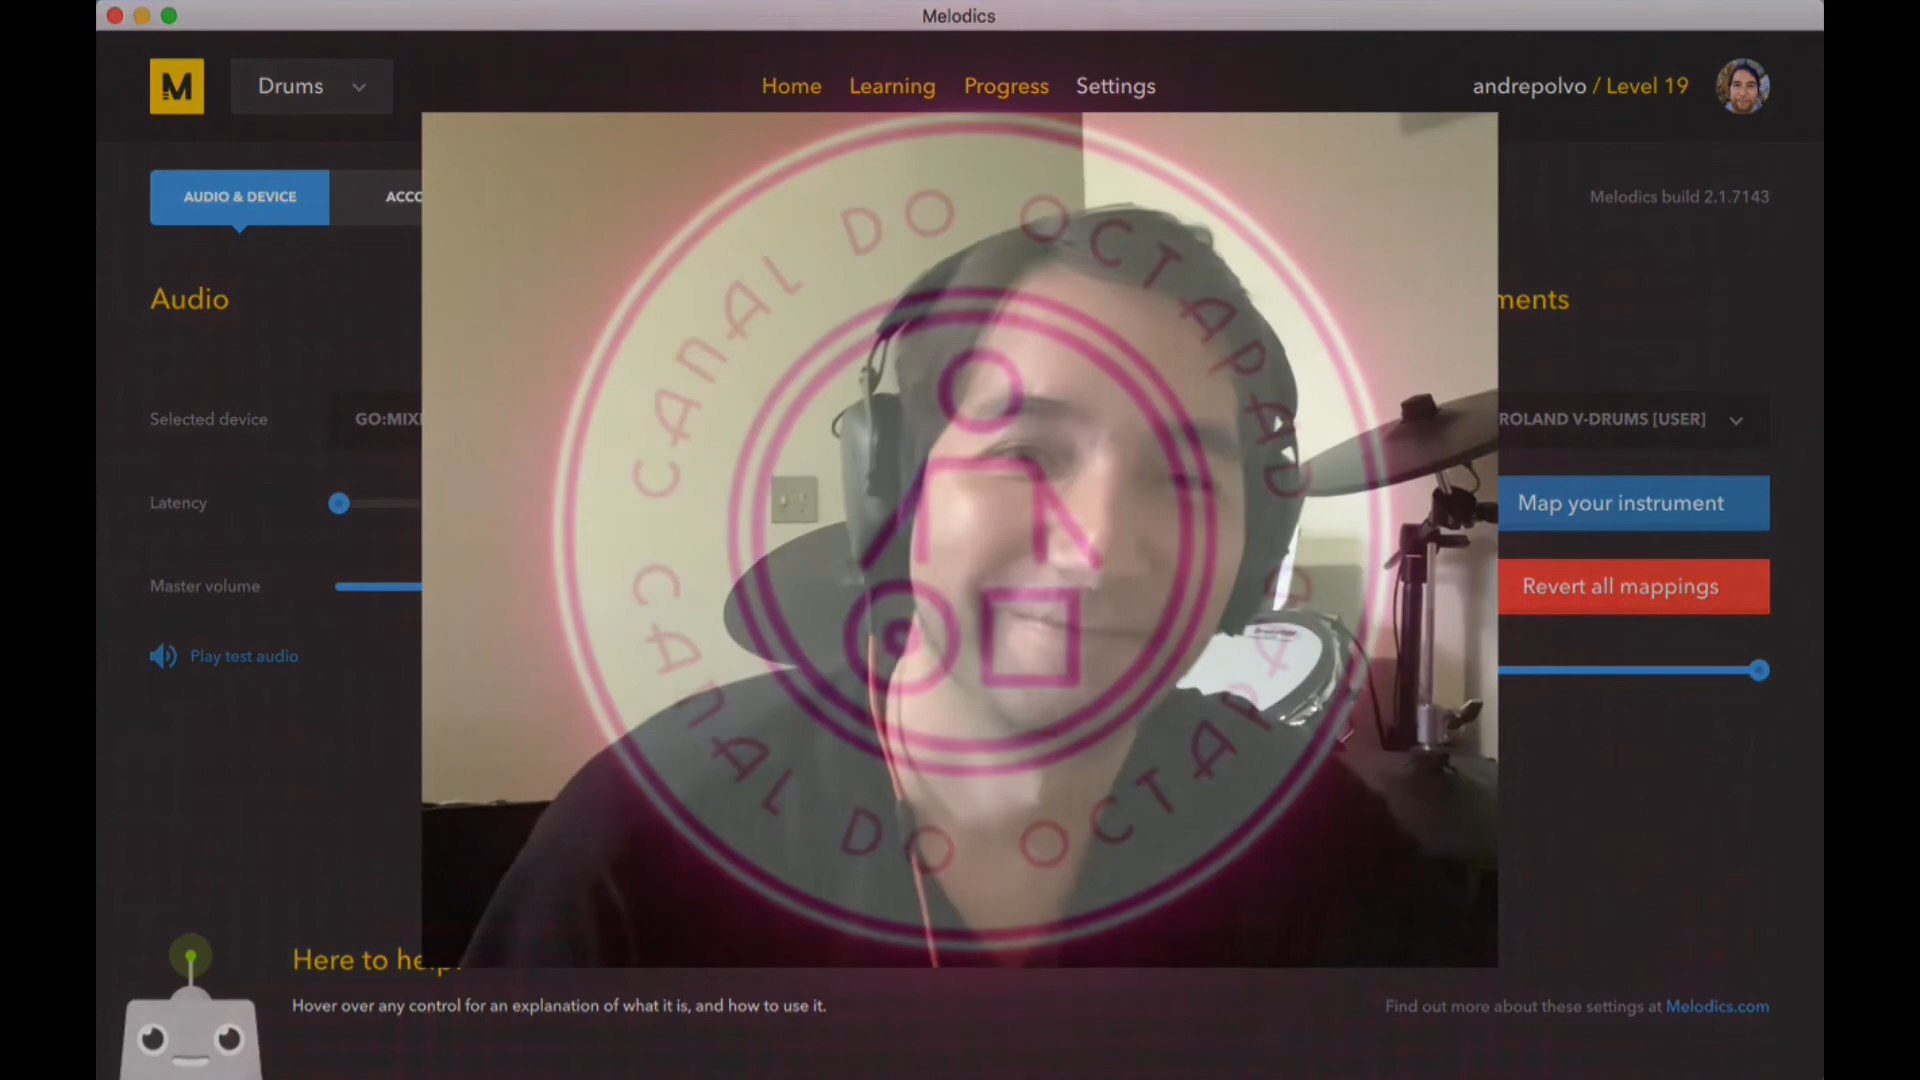 Melodics
M
Drums
Home
Learning
Progress
Settings
andrepolvo / Level 19
AUDIO & DEVICE
Melodics build 2.1.7143
Audio
Selected device
ROLAND V-DRUMS [USER]
Latency
Map your instrument
Master volume
Revert all mappings
Play test audio
CANAL DO OCTAPAD
CANAL DO OCTAPAD
Here to help.
Hover over any control for an explanation of what it is, and how to use it.
Find out more about these settings at Melodics.com